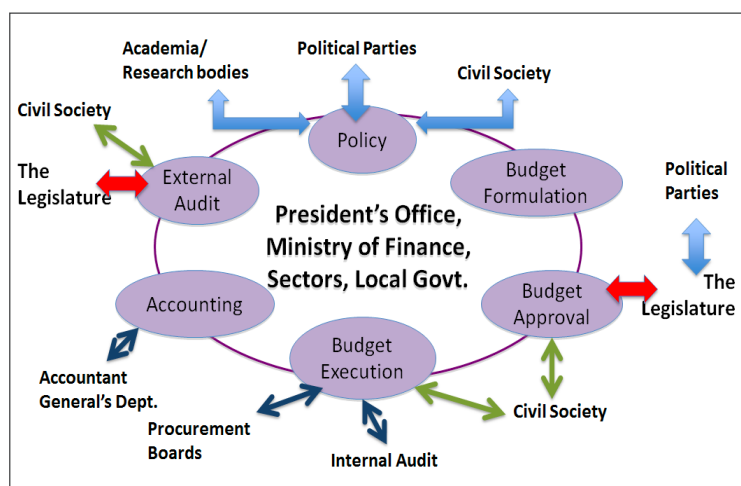 Academia/
Research bodies
Political Parties
Civil Society
Civil Society
Policy
The
Legislature
External
Audit
Budget
Formulation
Political
Parties
President's Office,
Ministry of Finance,
Sectors, Local Govt.
Accounting
Budget
Approval
The
Legislature
Budget
Execution
Accountant
General's Dept.
Procurement
Boards
Internal Audit
Civil Society